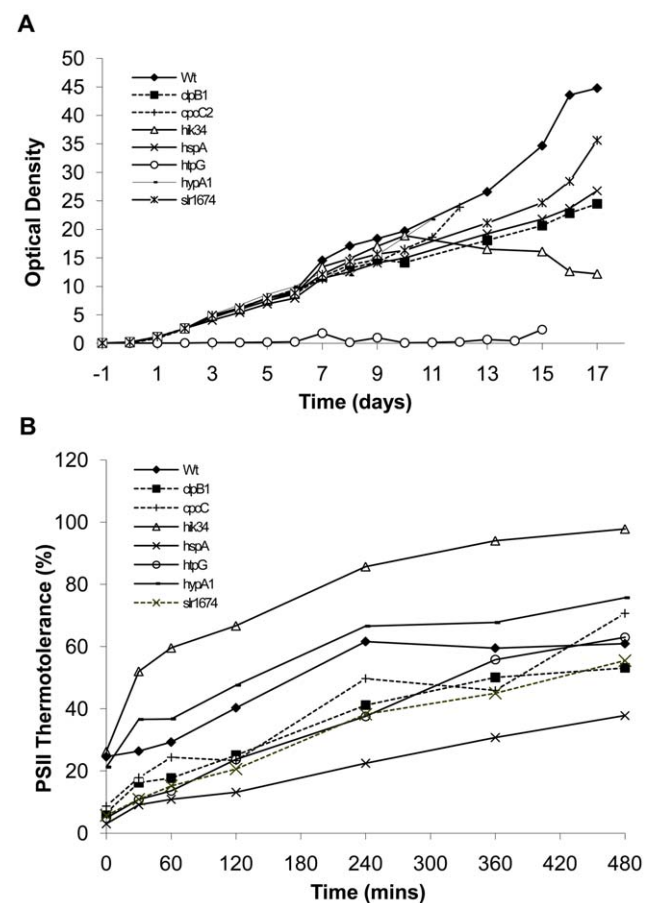 A
50
45
40
35
30
25
20
15
10
5
0
Optical Density
Wt
clpB1
cpcC2
hik34
hspA
htpG
hypA1
slr1674
-1 1 3 5 7 9 11 13 15 17
Time (days)
B
120
100
80
60
40
20
0
PSII Thermotolerance (%)
Wt
clpB1
cpcC
hik34
hspA
htpG
hypA1
slr1674
0 60 120 180 240 300 360 420 480
Time (mins)